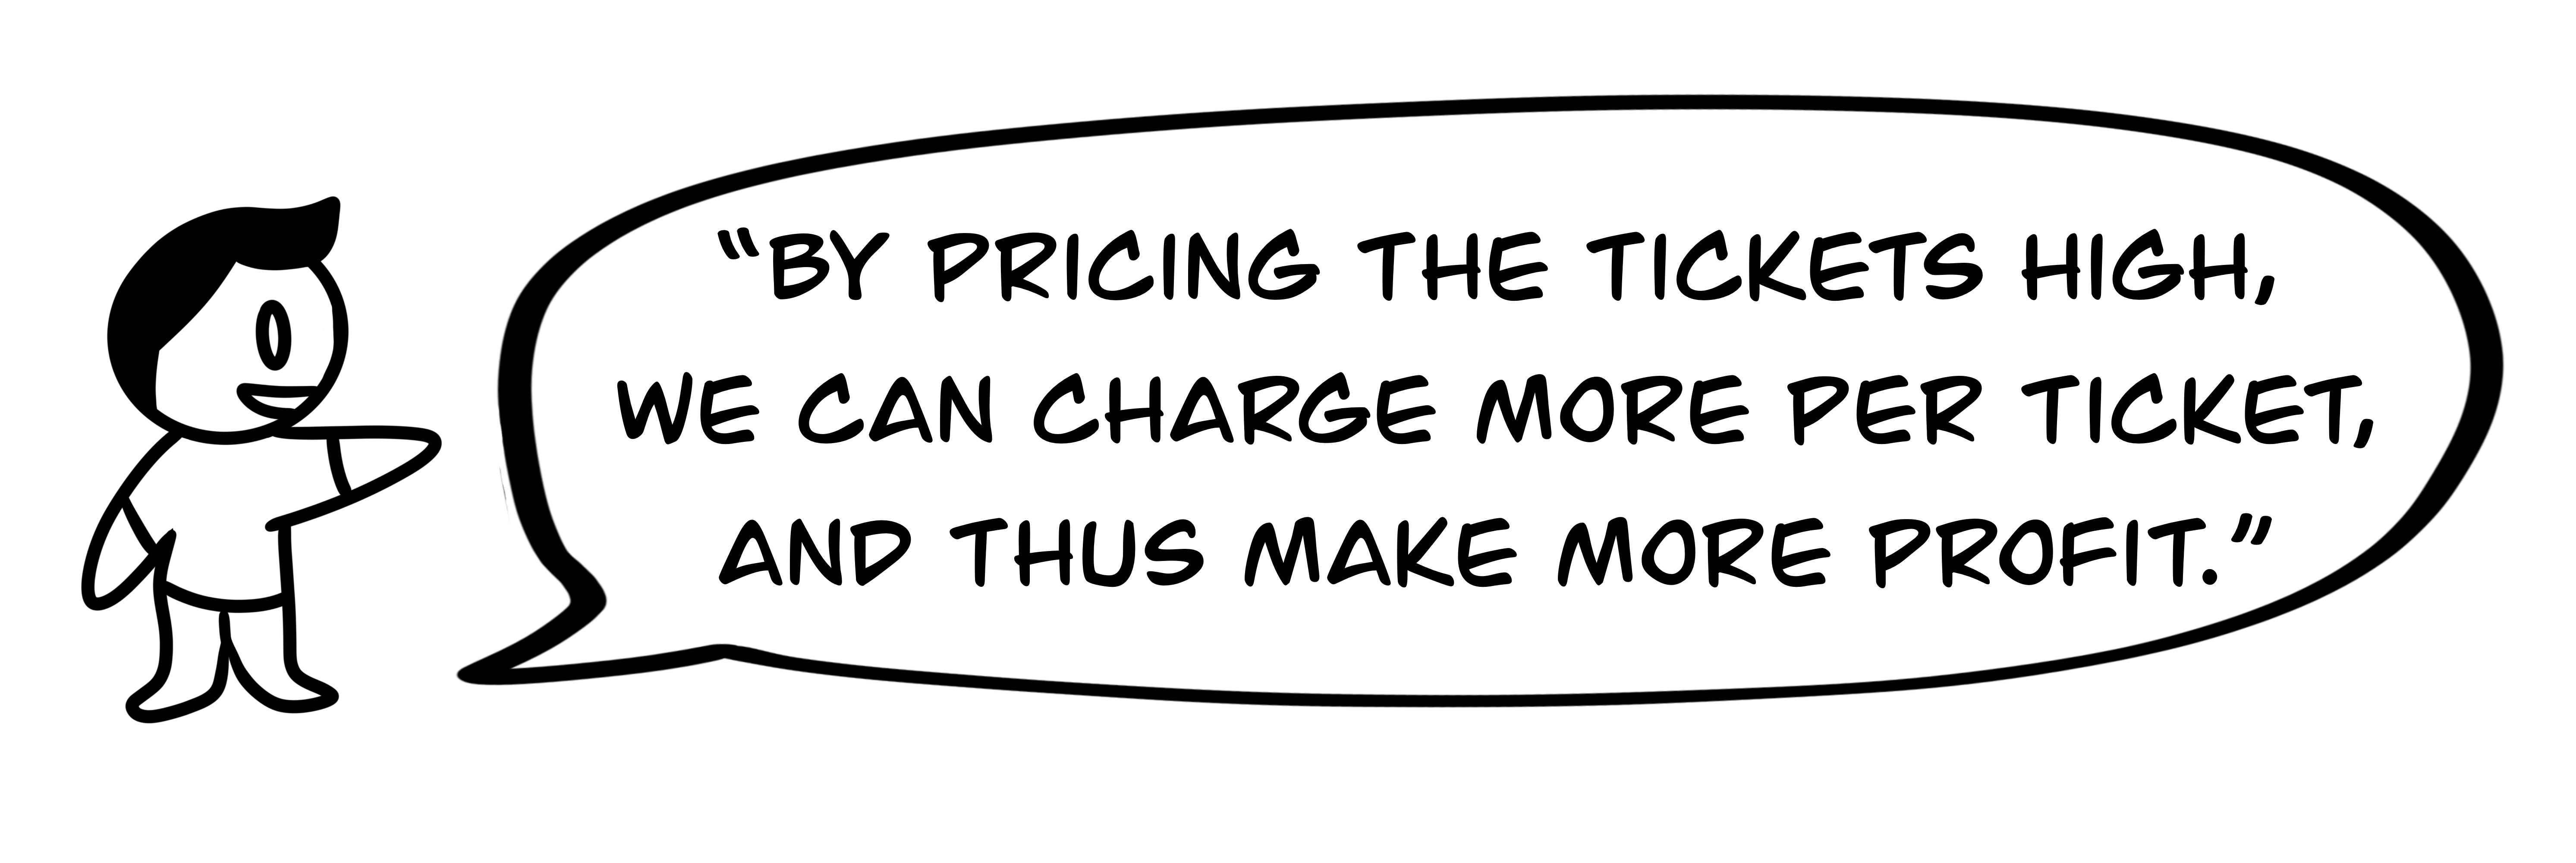 “BY PRICING THE TICKETS HIGH,
WE CAN CHARGE MORE PER TICKET,
AND THUS MAKE MORE PROFIT.”